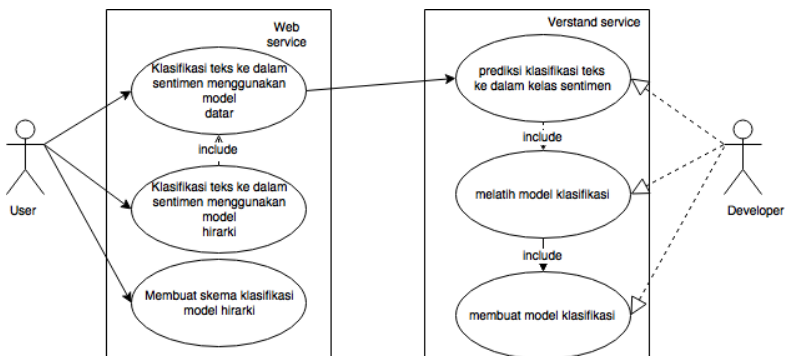 Web
service
Klasifikasi teks ke dalam
sentimen menggunakan
model
datar
include
Klasifikasi teks ke dalam
sentimen menggunakan
model
hirarki
Membuat skema klasifikasi
model hirarki
User
Verstand service
prediksi klasifikasi teks
ke dalam kelas sentimen
include
melatih model klasifikasi
include
membuat model klasifikasi
Developer